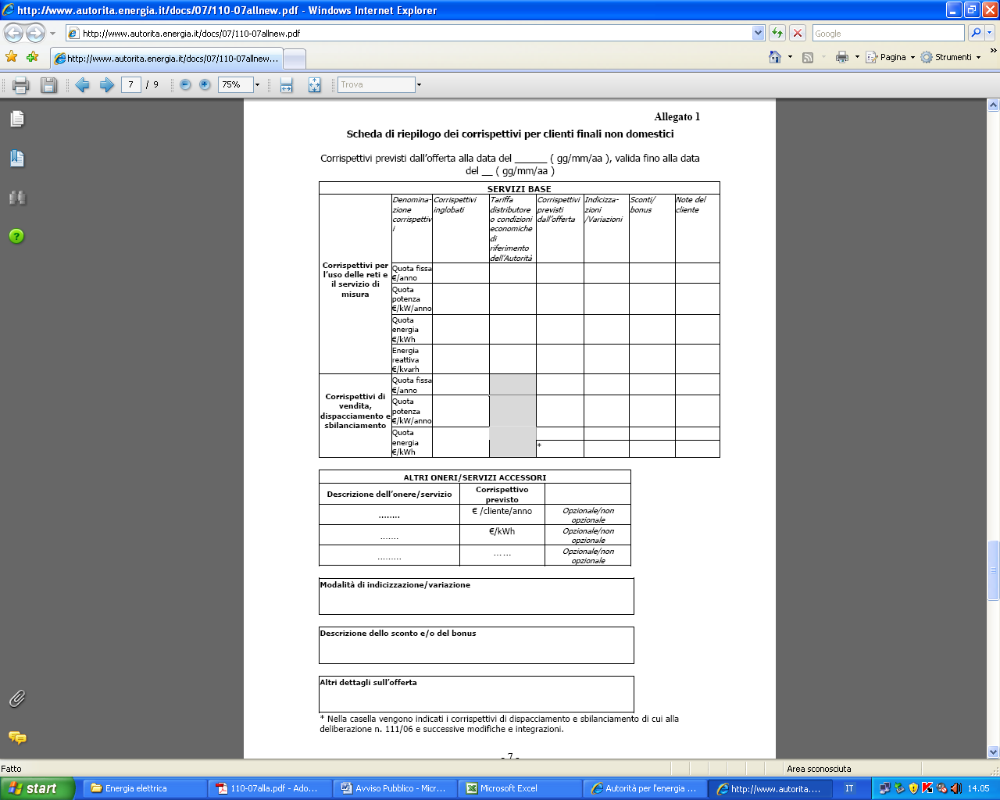 http://www.autorita.energia.it/docs/07/110-07allnew.pdf - Windows Internet Explorer
http://www.autorita.energia.it/docs/07/110-07allnew.pdf
Google
http://www.autorita.energia.it/docs/07/110-07allnew...
Pagina
Strumenti
»
7 / 9
75%
Trova
Allegato 1
Scheda di riepilogo dei corrispettivi per clienti finali non domestici
Corrispettivi previsti dall'offerta alla data del ______ ( gg/mm/aa ), valida fino alla data
del __ ( gg/mm/aa )
SERVIZI BASE
Denomina-
zione
corrispettiv
i
Corrispettivi
inglobati
Tariffa
distributore
o condizioni
economiche
di
riferimento
dell'Autorità
Corrispettivi
previsti
dall'offerta
Indicizza-
zioni
/Variazioni
Sconti/
bonus
Note del
cliente
Corrispettivi per
l'uso delle reti e
il servizio di
misura
Quota fissa
€/anno
Quota
potenza
€/kW/anno
Quota
energia
€/kWh
Energia
reattiva
€/kvarh
Corrispettivi di
vendita,
dispacciamento e
sbilanciamento
Quota fissa
€/anno
Quota
potenza
€/kW/anno
Quota
energia
€/kWh
*
ALTRI ONERI/SERVIZI ACCESSORI
Descrizione dell'onere/servizio
Corrispettivo
previsto
........
€ /cliente/anno
Opzionale/non
opzionale
.......
€/kWh
Opzionale/non
opzionale
.........
... ...
Opzionale/non
opzionale
Modalità di indicizzazione/variazione
Descrizione dello sconto e/o del bonus
Altri dettagli sull'offerta
* Nella casella vengono indicati i corrispettivi di dispacciamento e sbilanciamento di cui alla
deliberazione n. 111/06 e successive modifiche e integrazioni.
- 7 -
Fatto
Area sconosciuta
start
Energia elettrica
110-07alla.pdf - Ado...
Avviso Pubblico - Micr...
Microsoft Excel
Autorità per l'energia ...
http://www.autorita....
IT
14.05